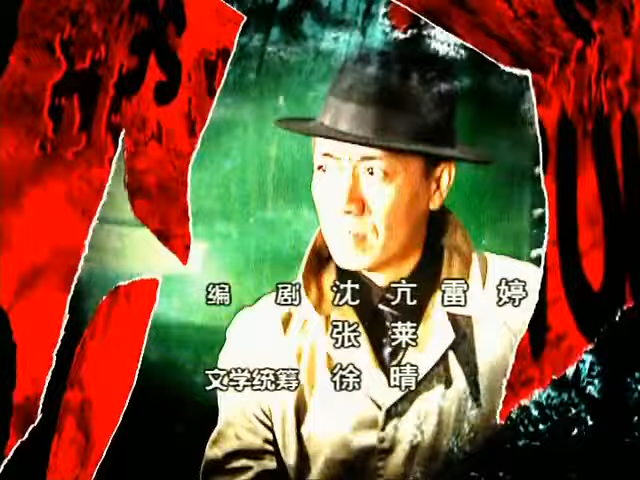 编 剧 沈 亢 雷 婷
张 莱
文学统筹 徐 晴